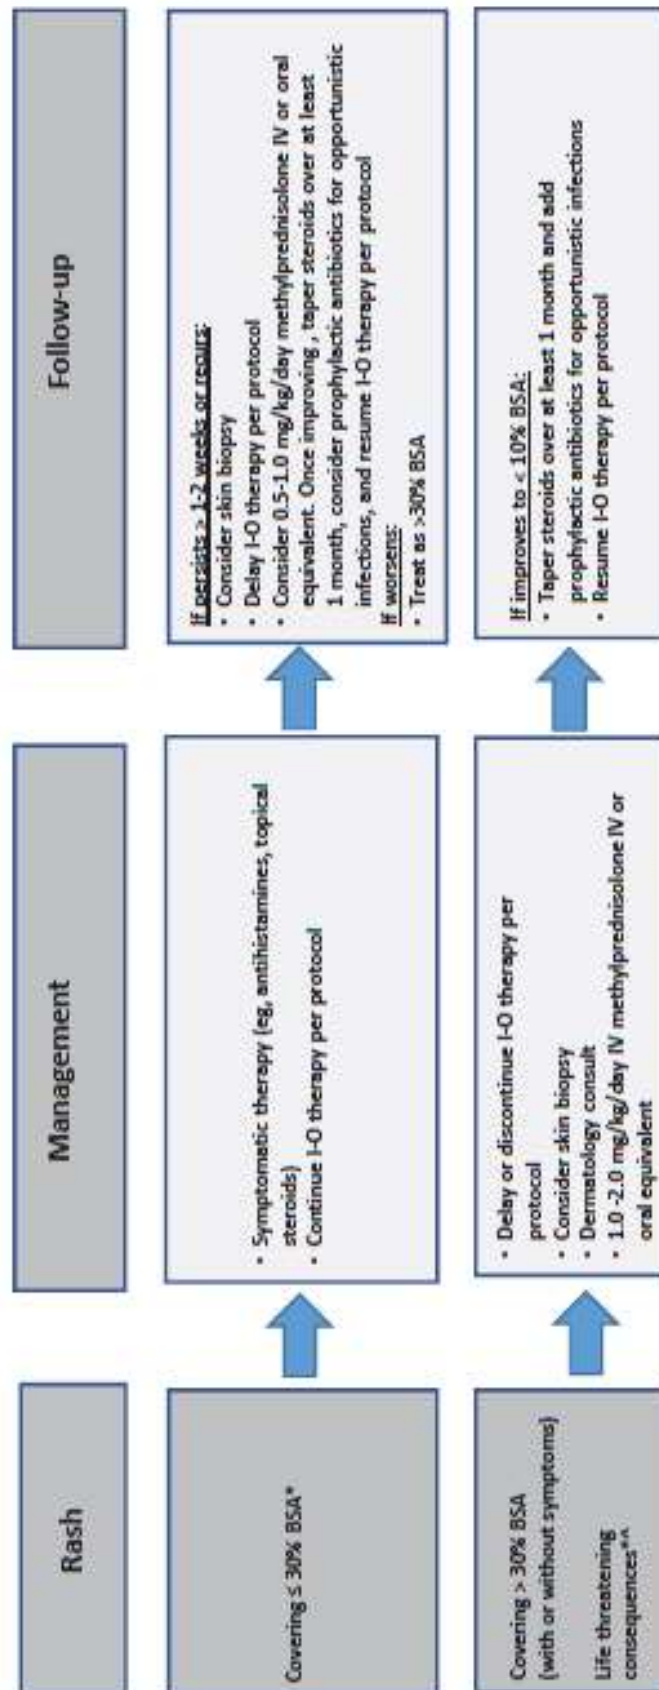 Rash
Management
Follow-up
Covering ≤ 30% BSA*
• Symptomatic therapy (eg, antihistamines, topical
steroids)
• Continue I-O therapy per protocol
If persists > 1-2 weeks or recurs:
• Consider skin biopsy
• Delay I-O therapy per protocol
• Consider 0.5-1.0 mg/kg/day methylprednisolone IV or oral
equivalent. Once improving , taper steroids over at least
1 month, consider prophylactic antibiotics for opportunistic
infections, and resume I-O therapy per protocol
If worsens:
• Treat as >30% BSA
Covering > 30% BSA
(with or without symptoms)
Life threatening
consequences*^
• Delay or discontinue I-O therapy per
protocol
• Consider skin biopsy
• Dermatology consult
• 1.0 -2.0 mg/kg/day IV methylprednisolone IV or
oral equivalent
If improves to < 10% BSA:
• Taper steroids over at least 1 month and add
prophylactic antibiotics for opportunistic infections
• Resume I-O therapy per protocol